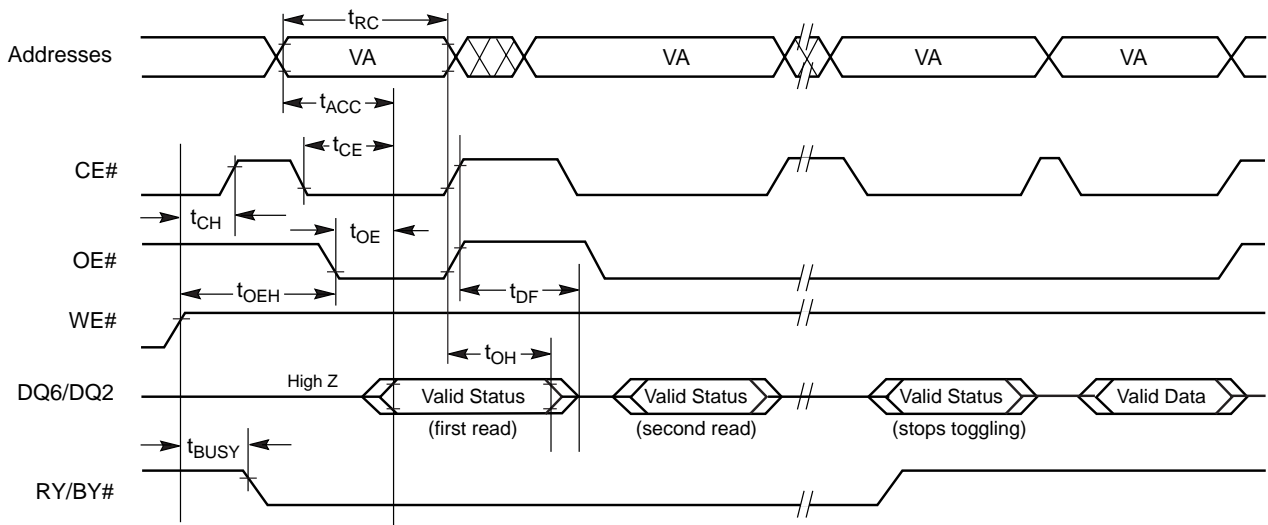 tRC
Addresses VA VA VA VA
tACC
tCE
CE#
tCH tOE
OE#
tOEH tDF
WE#
tOH
High Z
DQ6/DQ2 Valid Status Valid Status Valid Status Valid Data
(first read) (second read) (stops toggling)
tBUSY
RY/BY#